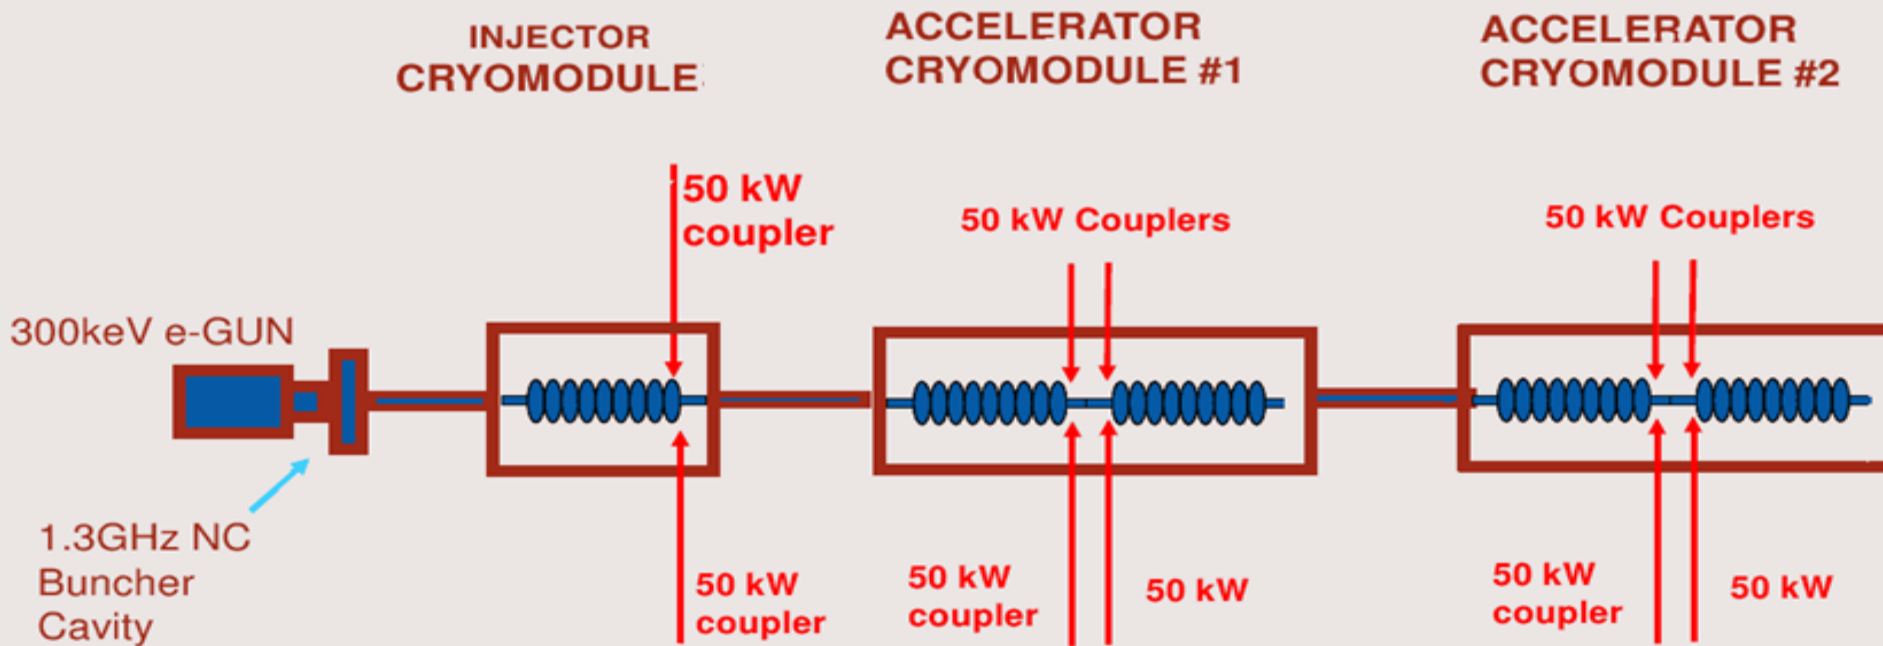 INJECTOR
CRYOMODULE
ACCELERATOR
CRYOMODULE #1
ACCELERATOR
CRYOMODULE #2
50 kW
coupler
50 kW Couplers
50 kW Couplers
300keV e-GUN
1.3GHz NC
Buncher
Cavity
50 kW
coupler
50 kW
coupler
50 kW
50 kW
coupler
50 kW